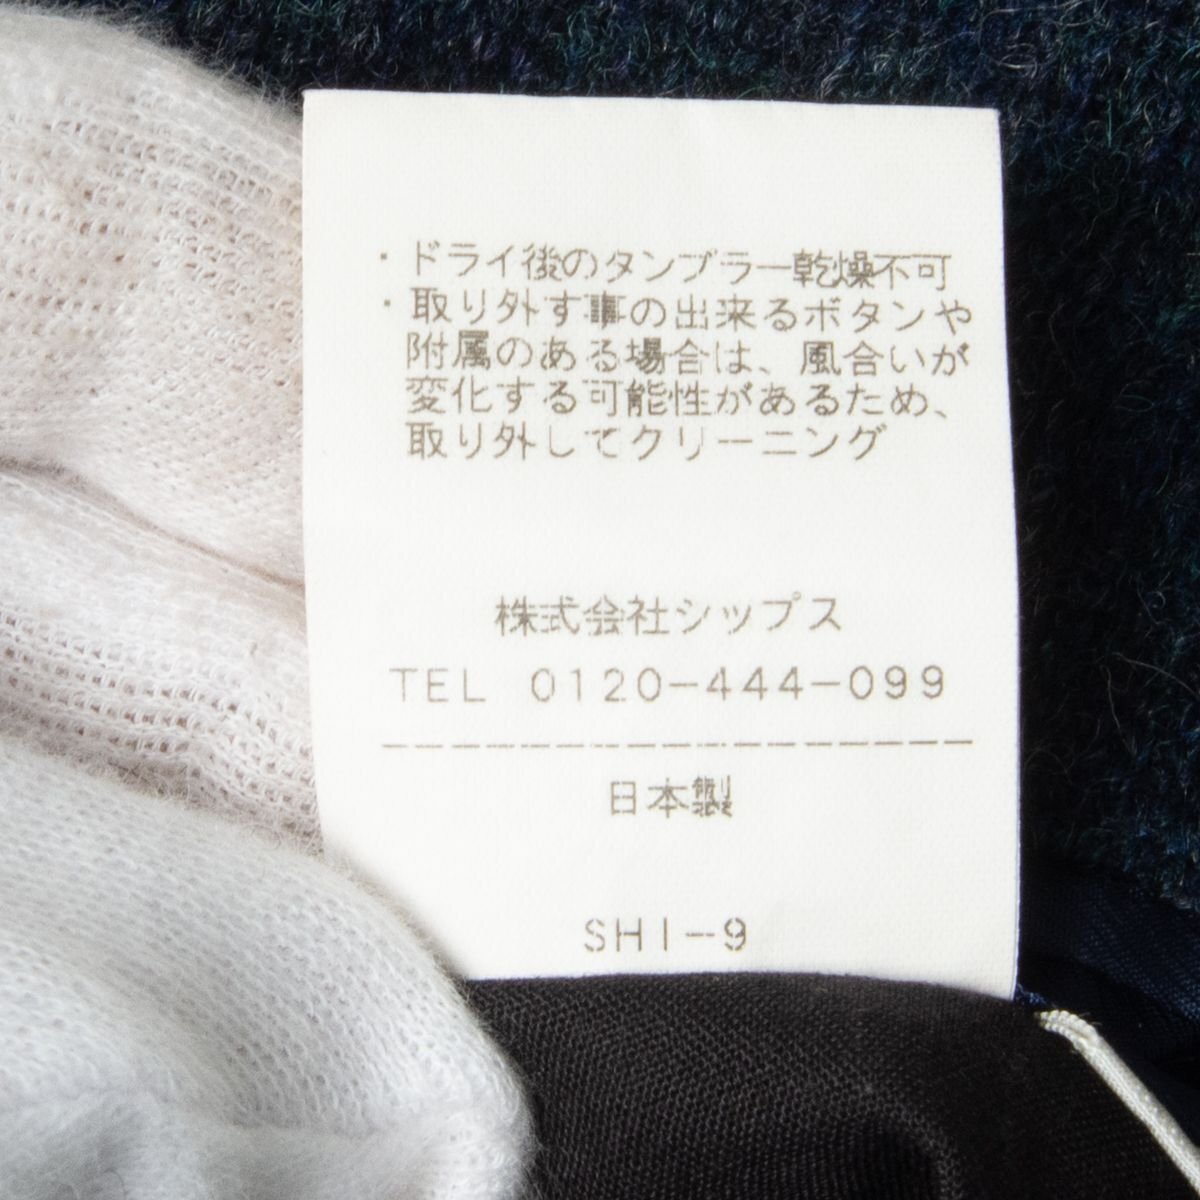 ・ドライ後のタンブラー乾燥不可
・取り外す事の出来るボタンや
附属のある場合は、風合いが
変化する可能性があるため、
取り外してクリーニング
株式会社シップス
TEL 0120-444-099
日本製
SHI-9